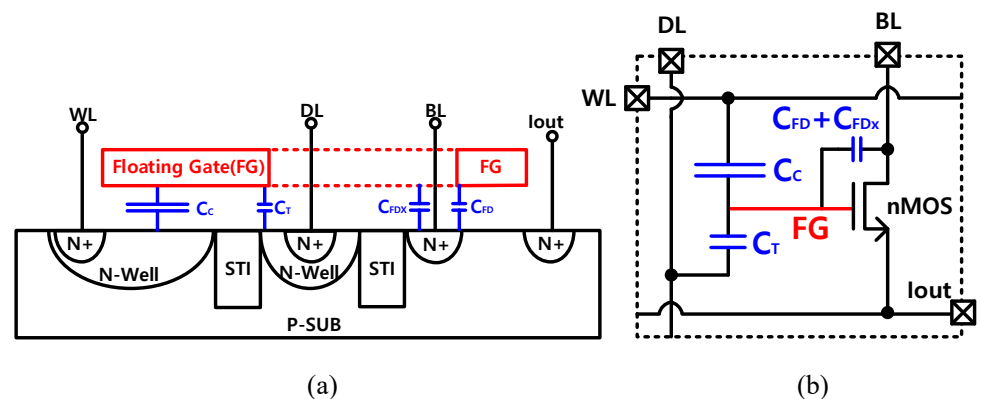 WL
DL
BL
Iout
Floating Gate(FG)
FG
CC
CT
CFDX
CFD
N+
N+
N+
N+
N-Well
STI
N-Well
STI
P-SUB
(a)
DL
BL
WL
CFD+CFDx
CC
nMOS
FG
CT
Iout
(b)